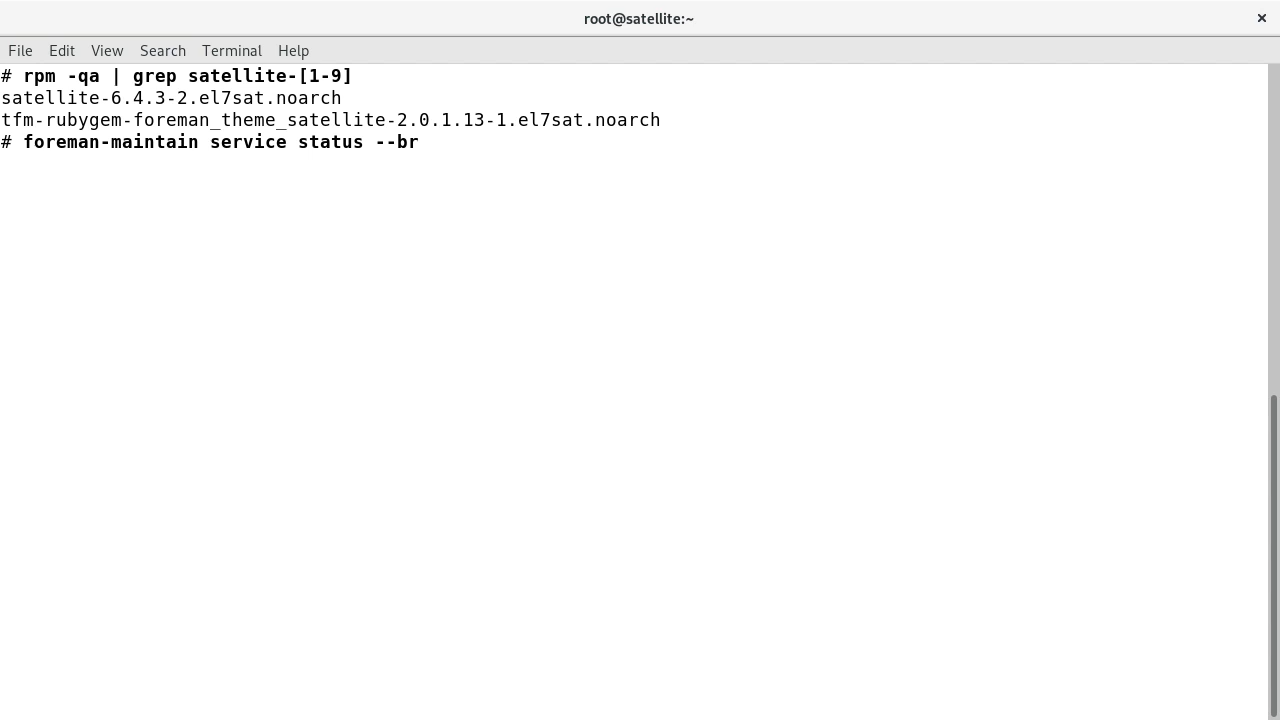 root@satellite:~ ×
File Edit View Search Terminal Help
# rpm -qa | grep satellite-[1-9]
satellite-6.4.3-2.el7sat.noarch
tfm-rubygem-foreman_theme_satellite-2.0.1.13-1.el7sat.noarch
# foreman-maintain service status --br